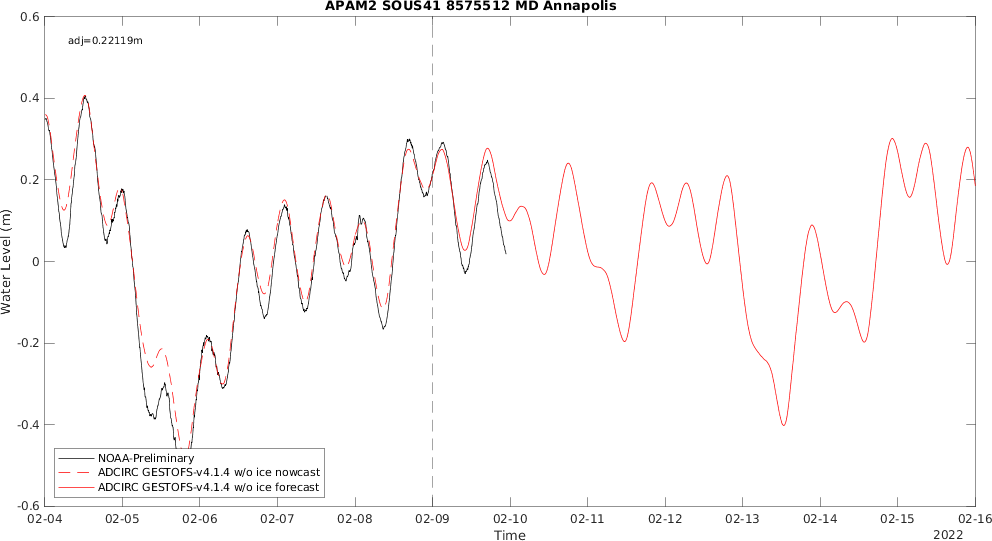 APAM2 SOUS41 8575512 MD Annapolis
adj=0.22119m
0.6
0.4
0.2
0
-0.2
-0.4
-0.6
Water Level (m)
NOAA-Preliminary
ADCIRC GESTOFS-v4.1.4 w/o ice nowcast
ADCIRC GESTOFS-v4.1.4 w/o ice forecast
02-04 02-05 02-06 02-07 02-08 02-09 02-10 02-11 02-12 02-13 02-14 02-15 02-16
Time
2022